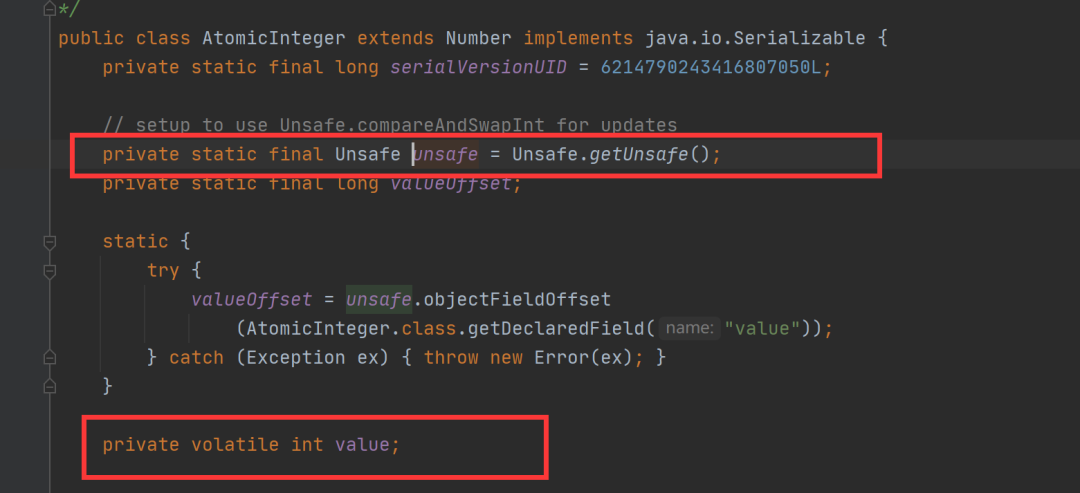 */
public class AtomicInteger extends Number implements java.io.Serializable {
private static final long serialVersionUID = 6214790243416807050L;
// setup to use Unsafe.compareAndSwapInt for updates
private static final Unsafe unsafe = Unsafe.getUnsafe();
private static final long valueOffset;
static {
try {
valueOffset = unsafe.objectFieldOffset
(AtomicInteger.class.getDeclaredField( name: "value"));
} catch (Exception ex) { throw new Error(ex); }
}
private volatile int value;